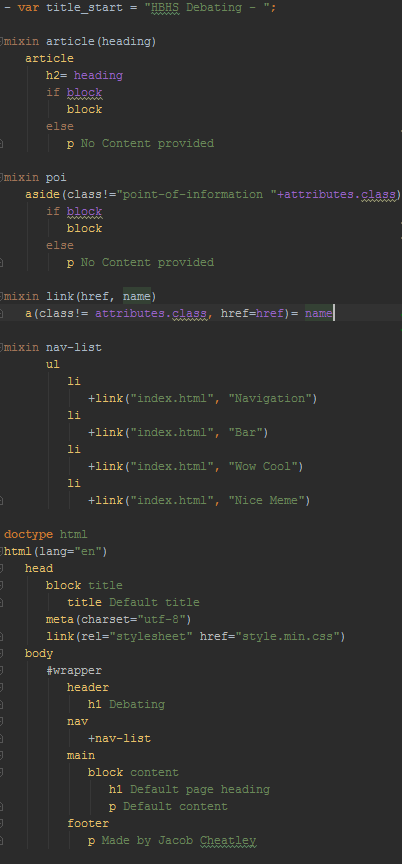 - var title_start = "HBHS Debating - ";
mixin article(heading)
article
h2= heading
if block
block
else
p No Content provided
mixin poi
aside(class!="point-of-information "+attributes.class)
if block
block
else
p No Content provided
mixin link(href, name)
a(class!= attributes.class, href=href)= name
mixin nav-list
ul
li
+link("index.html", "Navigation")
li
+link("index.html", "Bar")
li
+link("index.html", "Wow Cool")
li
+link("index.html", "Nice Meme")
doctype html
html(lang="en")
head
block title
title Default title
meta(charset="utf-8")
link(rel="stylesheet" href="style.min.css")
body
#wrapper
header
h1 Debating
nav
+nav-list
main
block content
h1 Default page heading
p Default content
footer
p Made by Jacob Cheatley